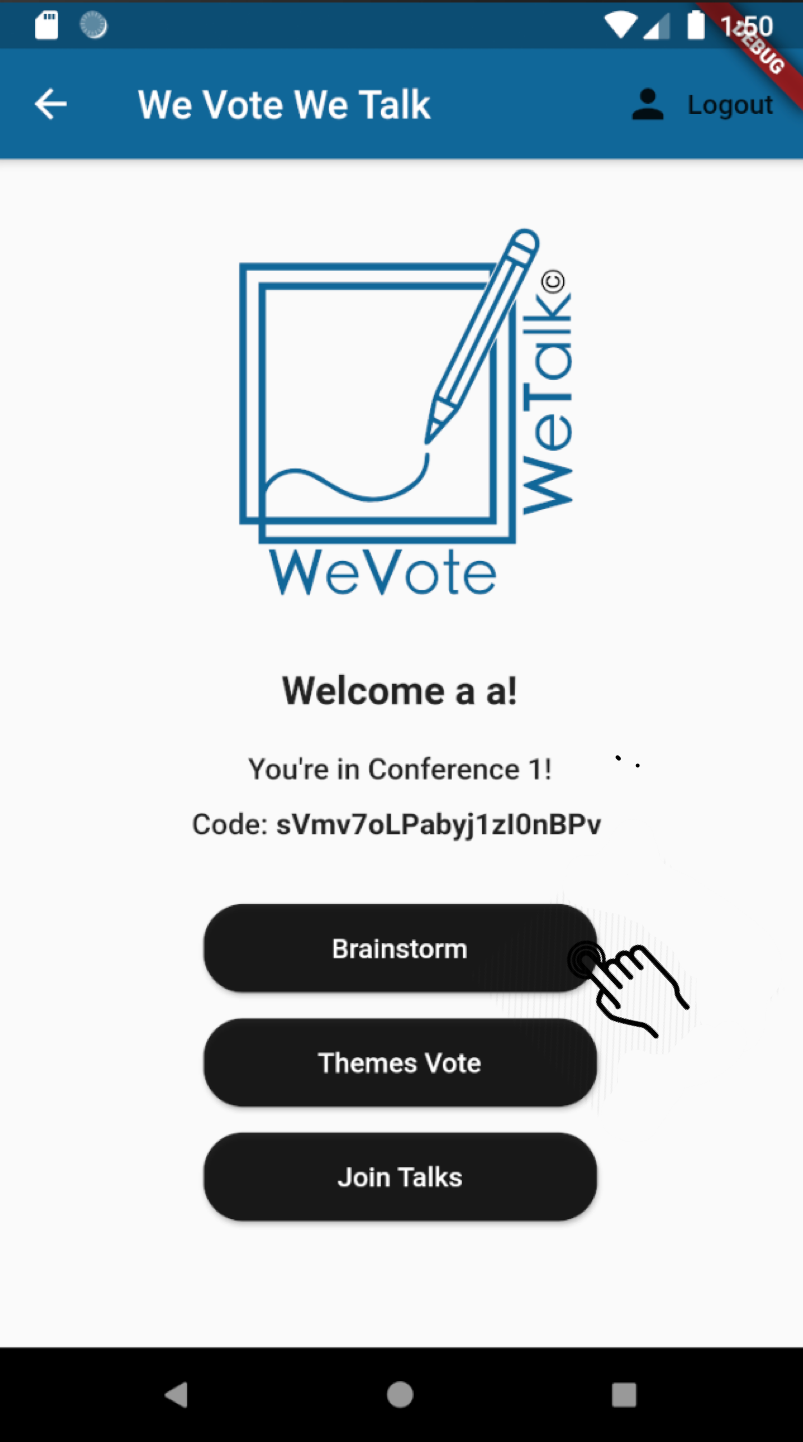 1:50
DEBUG
We Vote We Talk
Logout
WeTalk©
WeVote
Welcome a a!
You're in Conference 1!
Code: sVmv7oLPabyj1zI0nBPv
Brainstorm
Themes Vote
Join Talks